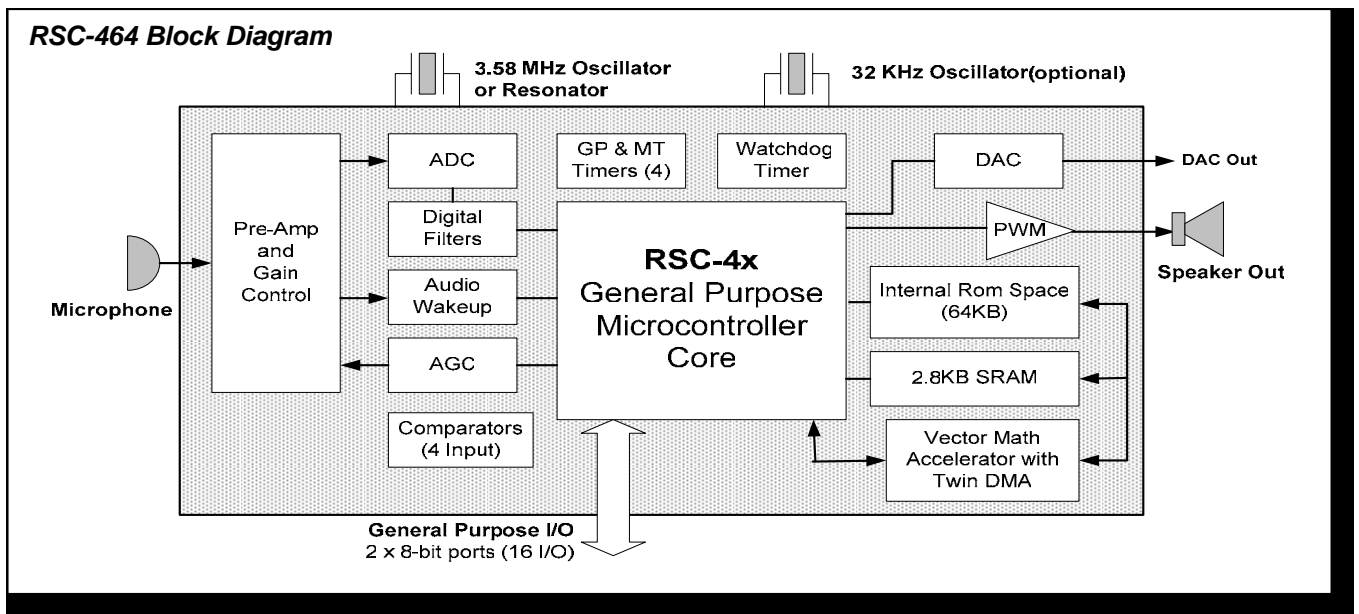 RSC-464 Block Diagram
3.58 MHz Oscillator
or Resonator
32 KHz Oscillator(optional)
Pre-Amp
and
Gain
Control
ADC
GP & MT
Timers (4)
Watchdog
Timer
DAC
DAC Out
Digital
Filters
PWM
Speaker Out
Microphone
Audio
Wakeup
RSC-4x
General Purpose
Microcontroller
Core
Internal Rom Space
(64KB)
AGC
2.8KB SRAM
Comparators
(4 Input)
Vector Math
Accelerator with
Twin DMA
General Purpose I/O
2 x 8-bit ports (16 I/O)